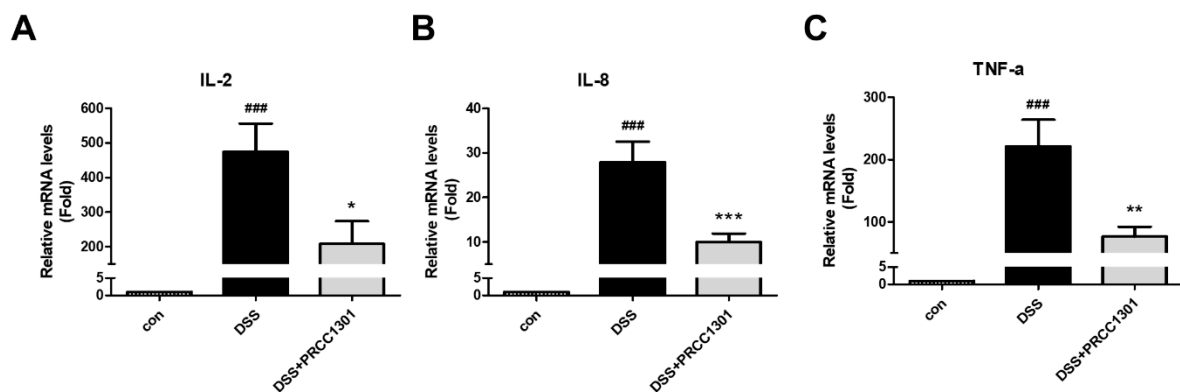 A
IL-2
Relative mRNA levels
(Fold)
600
500
400
300
200
5
0
###
*
con
DSS
DSS+PRCC1301
B
IL-8
Relative mRNA levels
(Fold)
40
30
20
10
5
0
###
***
con
DSS
DSS+PRCC1301
C
TNF-a
Relative mRNA levels
(Fold)
300
200
100
5
0
###
**
con
DSS
DSS+PRCC1301